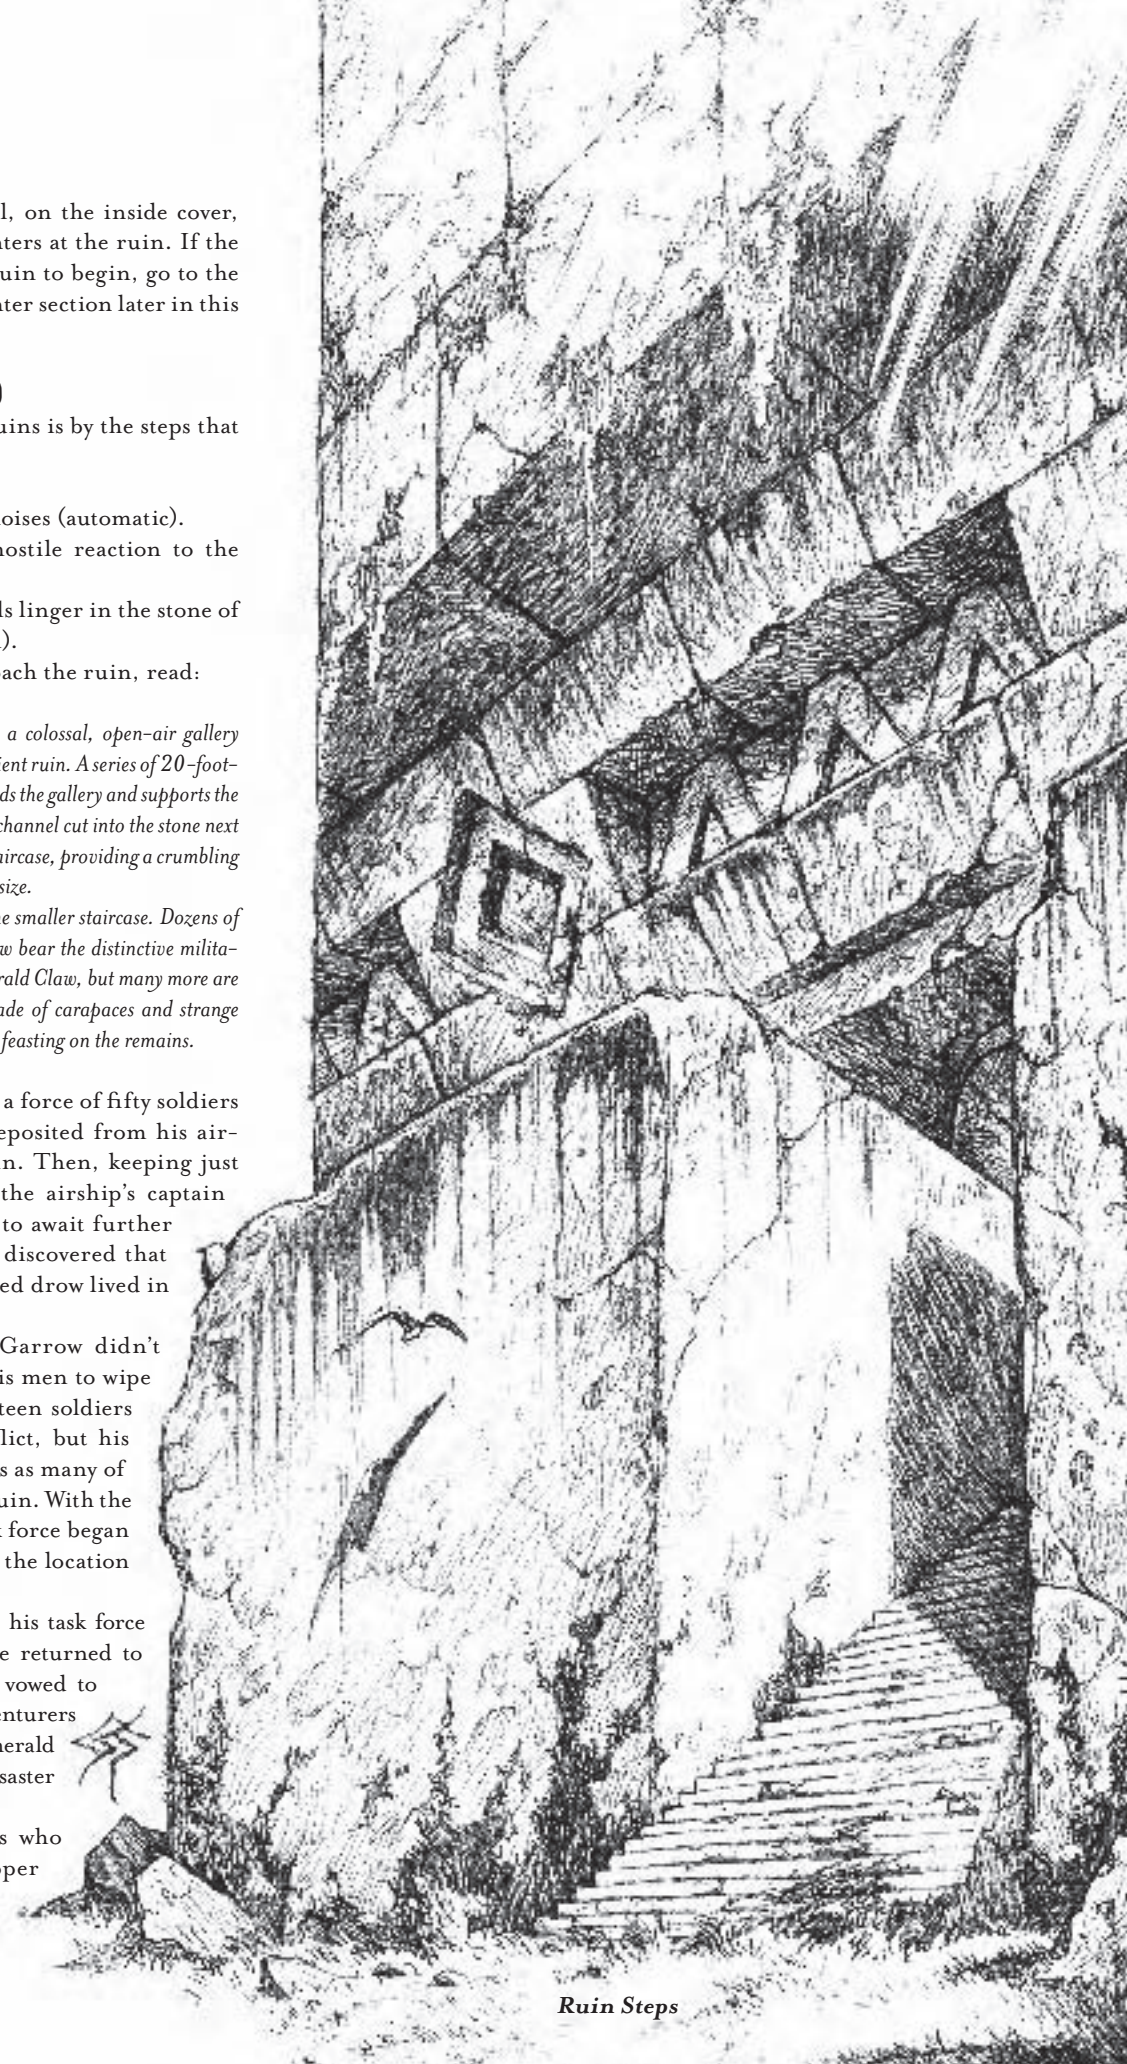 l, on the inside cover,
nters at the ruin. If the
uin to begin, go to the
nter section later in this
)
uins is by the steps that
oises (automatic).
hostile reaction to the
ls linger in the stone of
).
ach the ruin, read:
a colossal, open-air gallery
ient ruin. A series of 20-foot-
ds the gallery and supports the
channel cut into the stone next
aircase, providing a crumbling
size.
he smaller staircase. Dozens of
w bear the distinctive milita-
rald Claw, but many more are
ade of carapaces and strange
feasting on the remains.
a force of fifty soldiers
eposited from his air-
n. Then, keeping just
the airship’s captain
to await further
discovered that
ed drow lived in
Garrow didn’t
is men to wipe
teen soldiers
flict, but his
s as many of
uin. With the
k force began
the location
his task force
e returned to
vowed to
enturers
herald
saster
s who
pper
Ruin Steps